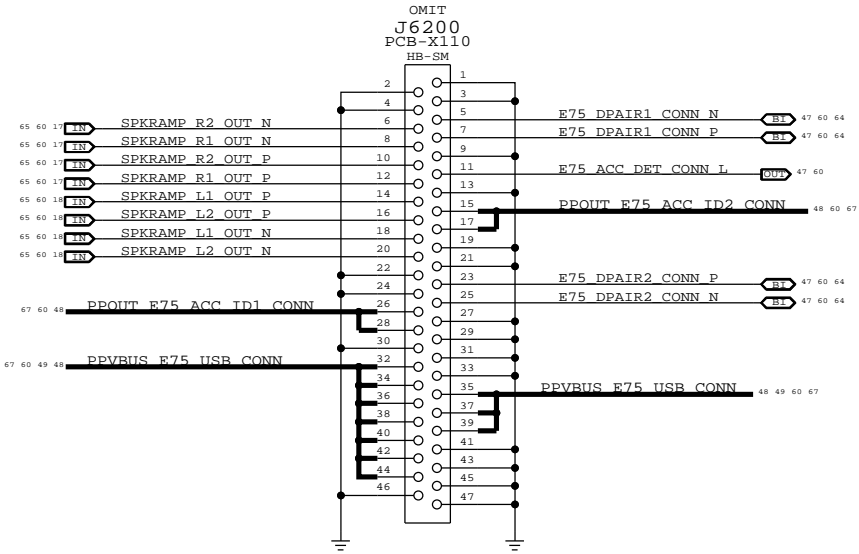 OMIT
J6200
PCB-X110
HB-SM
1
2
3
4
5 E75_DPAIR1_CONN_N BI 47 60 64
65 60 17 IN SPKRAMP_R2_OUT_N 6
7 E75_DPAIR1_CONN_P BI 47 60 64
65 60 17 IN SPKRAMP_R1_OUT_N 8
9
65 60 17 IN SPKRAMP_R2_OUT_P 10
11 E75_ACC_DET_CONN_L OUT 47 60
65 60 17 IN SPKRAMP_R1_OUT_P 12
13
65 60 18 IN SPKRAMP_L1_OUT_P 14
15 PPOUT_E75_ACC_ID2_CONN 48 60 67
65 60 18 IN SPKRAMP_L2_OUT_P 16
17
65 60 18 IN SPKRAMP_L1_OUT_N 18
19
65 60 18 IN SPKRAMP_L2_OUT_N 20
21
22
23 E75_DPAIR2_CONN_P BI 47 60 64
24
25 E75_DPAIR2_CONN_N BI 47 60 64
67 60 48 PPOUT_E75_ACC_ID1_CONN 26
27
28
29
30
31
67 60 49 48 PPVBUS_E75_USB_CONN 32
33
34
35 PPVBUS_E75_USB_CONN 48 49 60 67
36
37
38
39
40
41
42
43
44
45
46
47